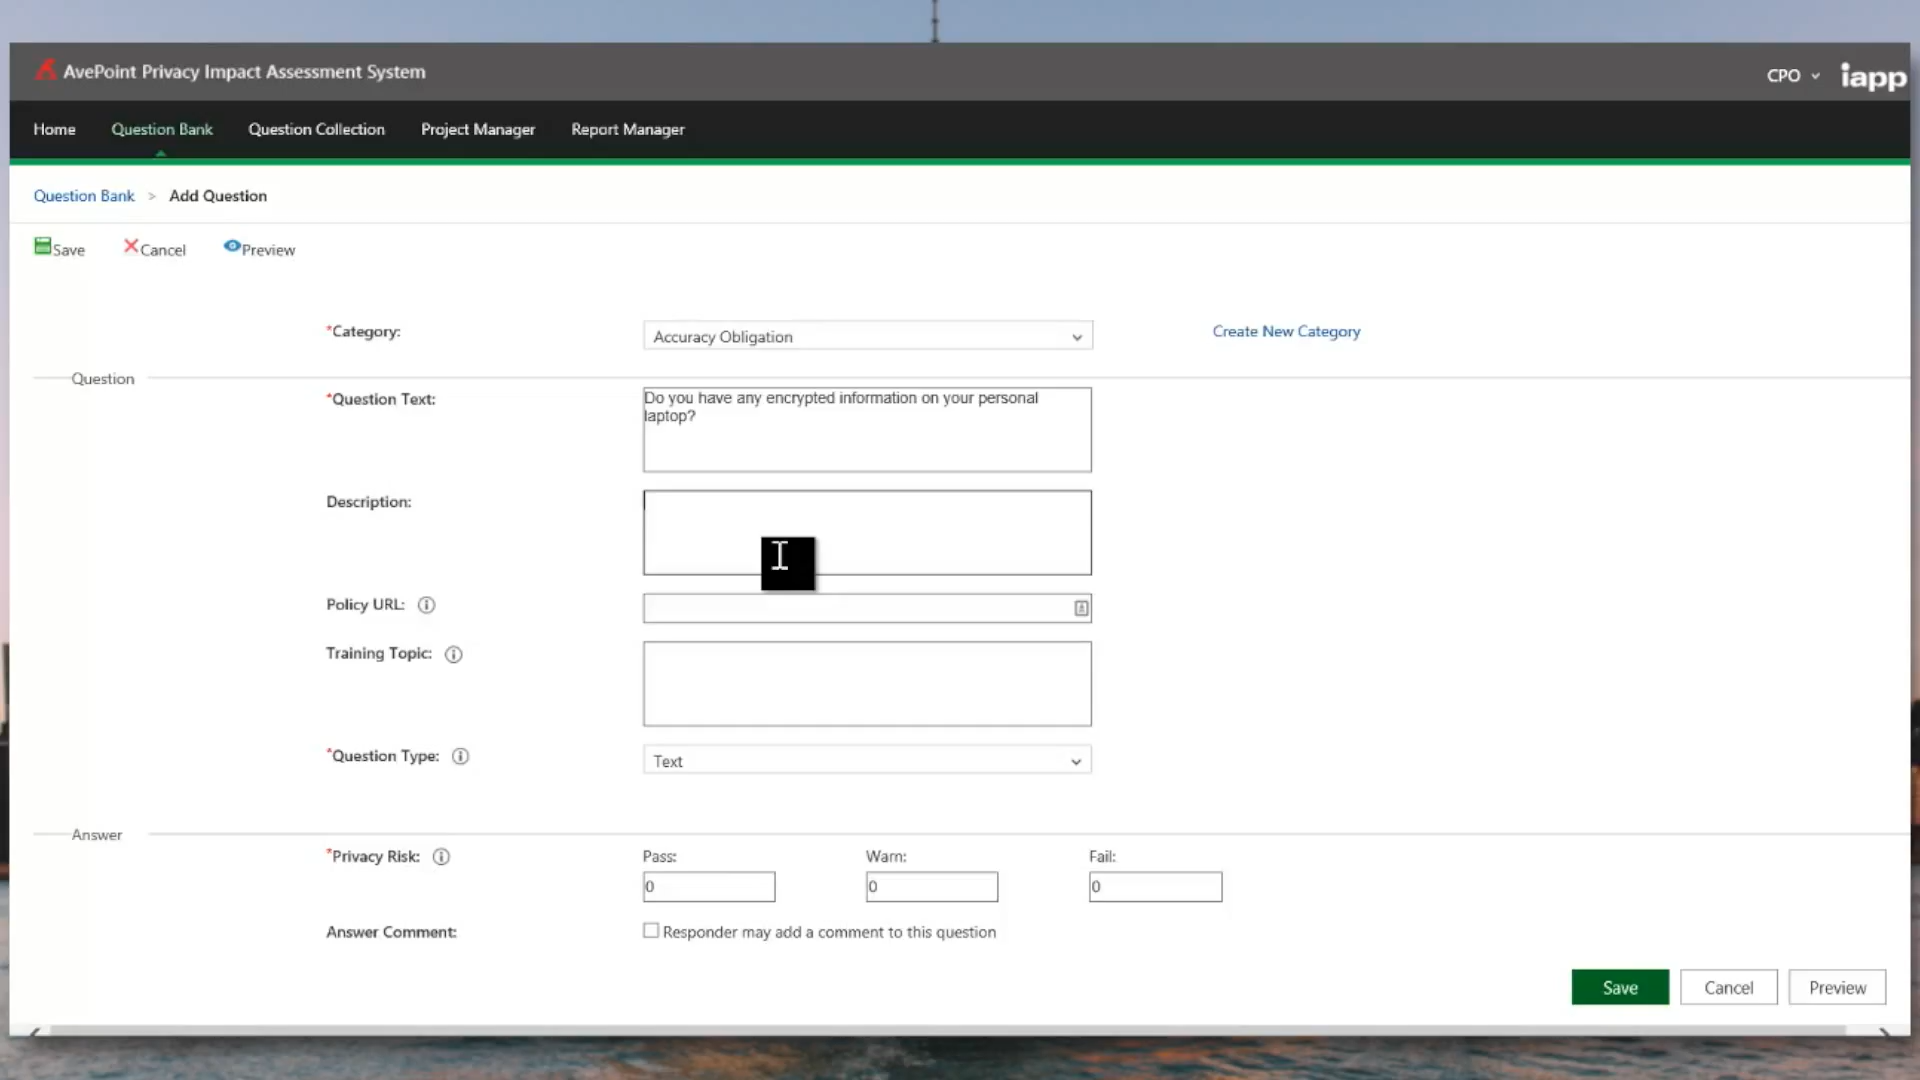 AvePoint Privacy Impact Assessment System
CPO
iapp
Home
Question Bank
Question Collection
Project Manager
Report Manager
Question Bank > Add Question
Save
Cancel
Preview
*Category:
Accuracy Obligation
Create New Category
Question
*Question Text:
Do you have any encrypted information on your personal
laptop?
Description:
Policy URL:
Training Topic:
*Question Type:
Text
Answer
*Privacy Risk:
Pass:
Warn:
Fail:
0
0
0
Answer Comment:
Responder may add a comment to this question
Save
Cancel
Preview